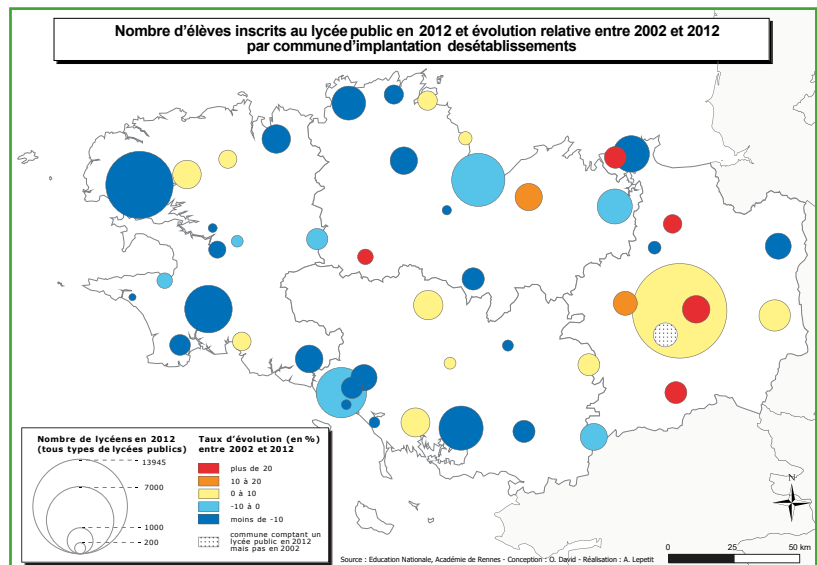 Nombre d'élèves inscrits au lycée public en 2012 et évolution relative entre 2002 et 2012
par commune d'implantation desétablissements
Nombre de lycéens en 2012
(tous types de lycées publics)
13945
7000
1000
200
Taux d'évolution (en %)
entre 2002 et 2012
plus de 20
10 à 20
0 à 10
-10 à 0
moins de -10
commune comptant un
lycée public en 2012
mais pas en 2002
Source : Education Nationale, Académie de Rennes - Conception : O. David - Réalisation : A. Lepetit
N
0 25 50 km